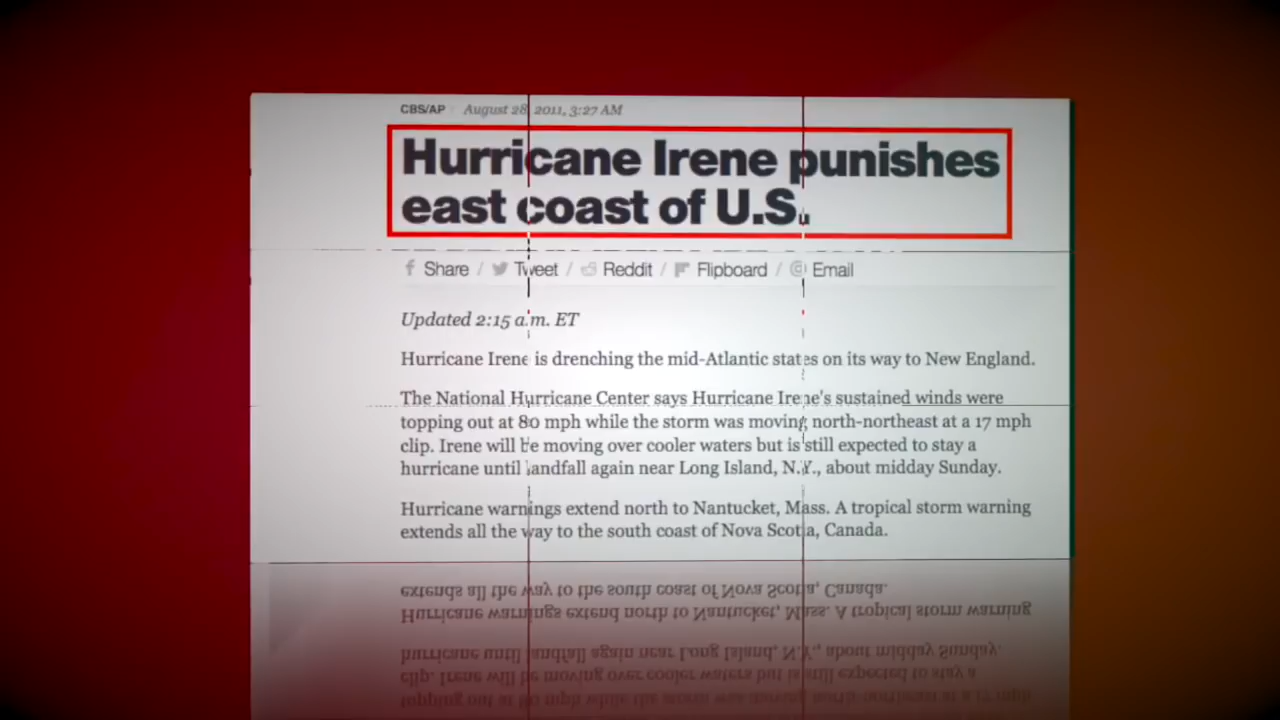 CBS/AP August 28, 2011, 3:27 AM
Hurricane Irene punishes
east coast of U.S.
Share / Tweet / Reddit / Flipboard / Email
Updated 2:15 a.m. ET
Hurricane Irene is drenching the mid-Atlantic states on its way to New England.
The National Hurricane Center says Hurricane Irene's sustained winds were
topping out at 80 mph while the storm was moving north-northeast at a 17 mph
clip. Irene will be moving over cooler waters but is still expected to stay a
hurricane until landfall again near Long Island, N.Y., about midday Sunday.
Hurricane warnings extend north to Nantucket, Mass. A tropical storm warning
extends all the way to the south coast of Nova Scotia, Canada.